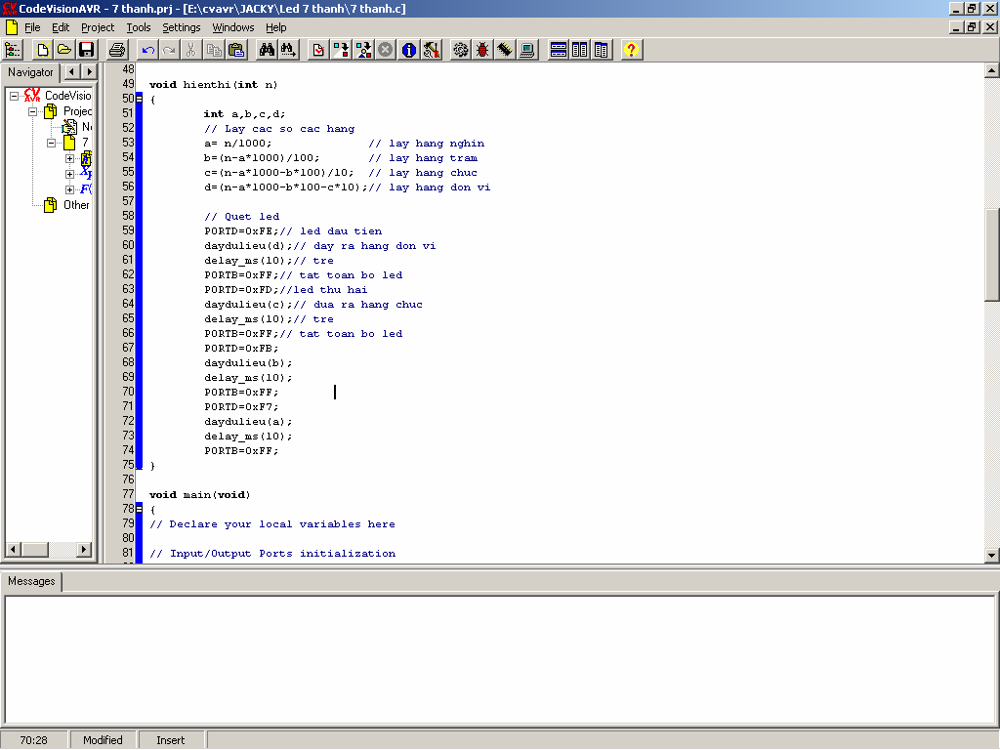 CodeVisionAVR - 7 thanh.prj - [E:\cvavr\JACKY\Led 7 thanh\7 thanh.c]
File Edit Project Tools Settings Windows Help
Navigator
CodeVisio
Projec
7
Other
48
49 void hienthi(int n)
50 {
51 int a,b,c,d;
52 // Lay cac so cac hang
53 a= n/1000; // lay hang nghin
54 b=(n-a*1000)/100; // lay hang tram
55 c=(n-a*1000-b*100)/10; // lay hang chuc
56 d=(n-a*1000-b*100-c*10);// lay hang don vi
57
58 // Quet led
59 PORTD=0xFE;// led dau tien
60 daydulieu(d);// day ra hang don vi
61 delay_ms(10);// tre
62 PORTB=0xFF;// tat toan bo led
63 PORTD=0xFD;//led thu hai
64 daydulieu(c);// dua ra hang chuc
65 delay_ms(10);// tre
66 PORTB=0xFF;// tat toan bo led
67 PORTD=0xFB;
68 daydulieu(b);
69 delay_ms(10);
70 PORTB=0xFF;
71 PORTD=0xF7;
72 daydulieu(a);
73 delay_ms(10);
74 PORTB=0xFF;
75 }
76
77 void main(void)
78 {
79 // Declare your local variables here
80
81 // Input/Output Ports initialization
Messages
70:28 Modified Insert